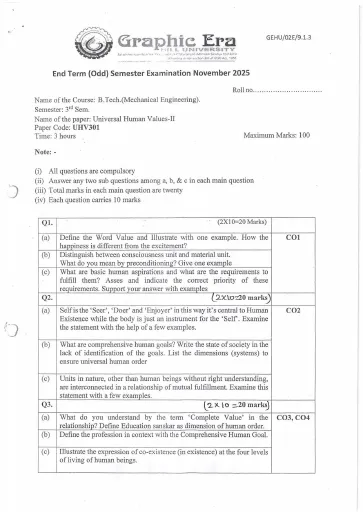 GEHU/02E/9.1.3
Graphic Era
HILL UNIVERSITY
End Term (Odd) Semester Examination November 2025
Roll no..............................
Name of the Course: B.Tech.(Mechanical Engineering).
Semester: 3rd Sem.
Name of the paper: Universal Human Values-II
Paper Code: UHV301
Time: 3 hours Maximum Marks: 100
Note: -
(i) All questions are compulsory
(ii) Answer any two sub questions among a, b, & c in each main question
(iii) Total marks in each main question are twenty
(iv) Each question carries 10 marks
Q1. (2X10=20 Marks)
(a) Define the Word Value and Illustrate with one example. How the CO1
happiness is different from the excitement?
(b) Distinguish between consciousness unit and material unit.
What do you mean by preconditioning? Give one example
(c) What are basic human aspirations and what are the requirements to
fulfill them? Asses and indicate the correct priority of these
requirements. Support your answer with examples
Q2. (2X10=20 marks)
(a) Self is the 'Seer', 'Doer' and 'Enjoyer' in this way it's central to Human CO2
Existence while the body is just an instrument for the 'Self'. Examine
the statement with the help of a few examples.
(b) What are comprehensive human goals? Write the state of society in the
lack of identification of the goals. List the dimensions (systems) to
ensure universal human order
(c) Units in nature, other than human beings without right understanding,
are interconnected in a relationship of mutual fulfillment. Examine this
statement with a few examples.
Q3. (2X10=20 marks)
(a) What do you understand by the term 'Complete Value' in the CO3, CO4
relationship? Define Education sanskar as dimension of human order.
(b) Define the profession in context with the Comprehensive Human Goal.
(c) Illustrate the expression of co-existence (in existence) at the four levels
of living of human beings.